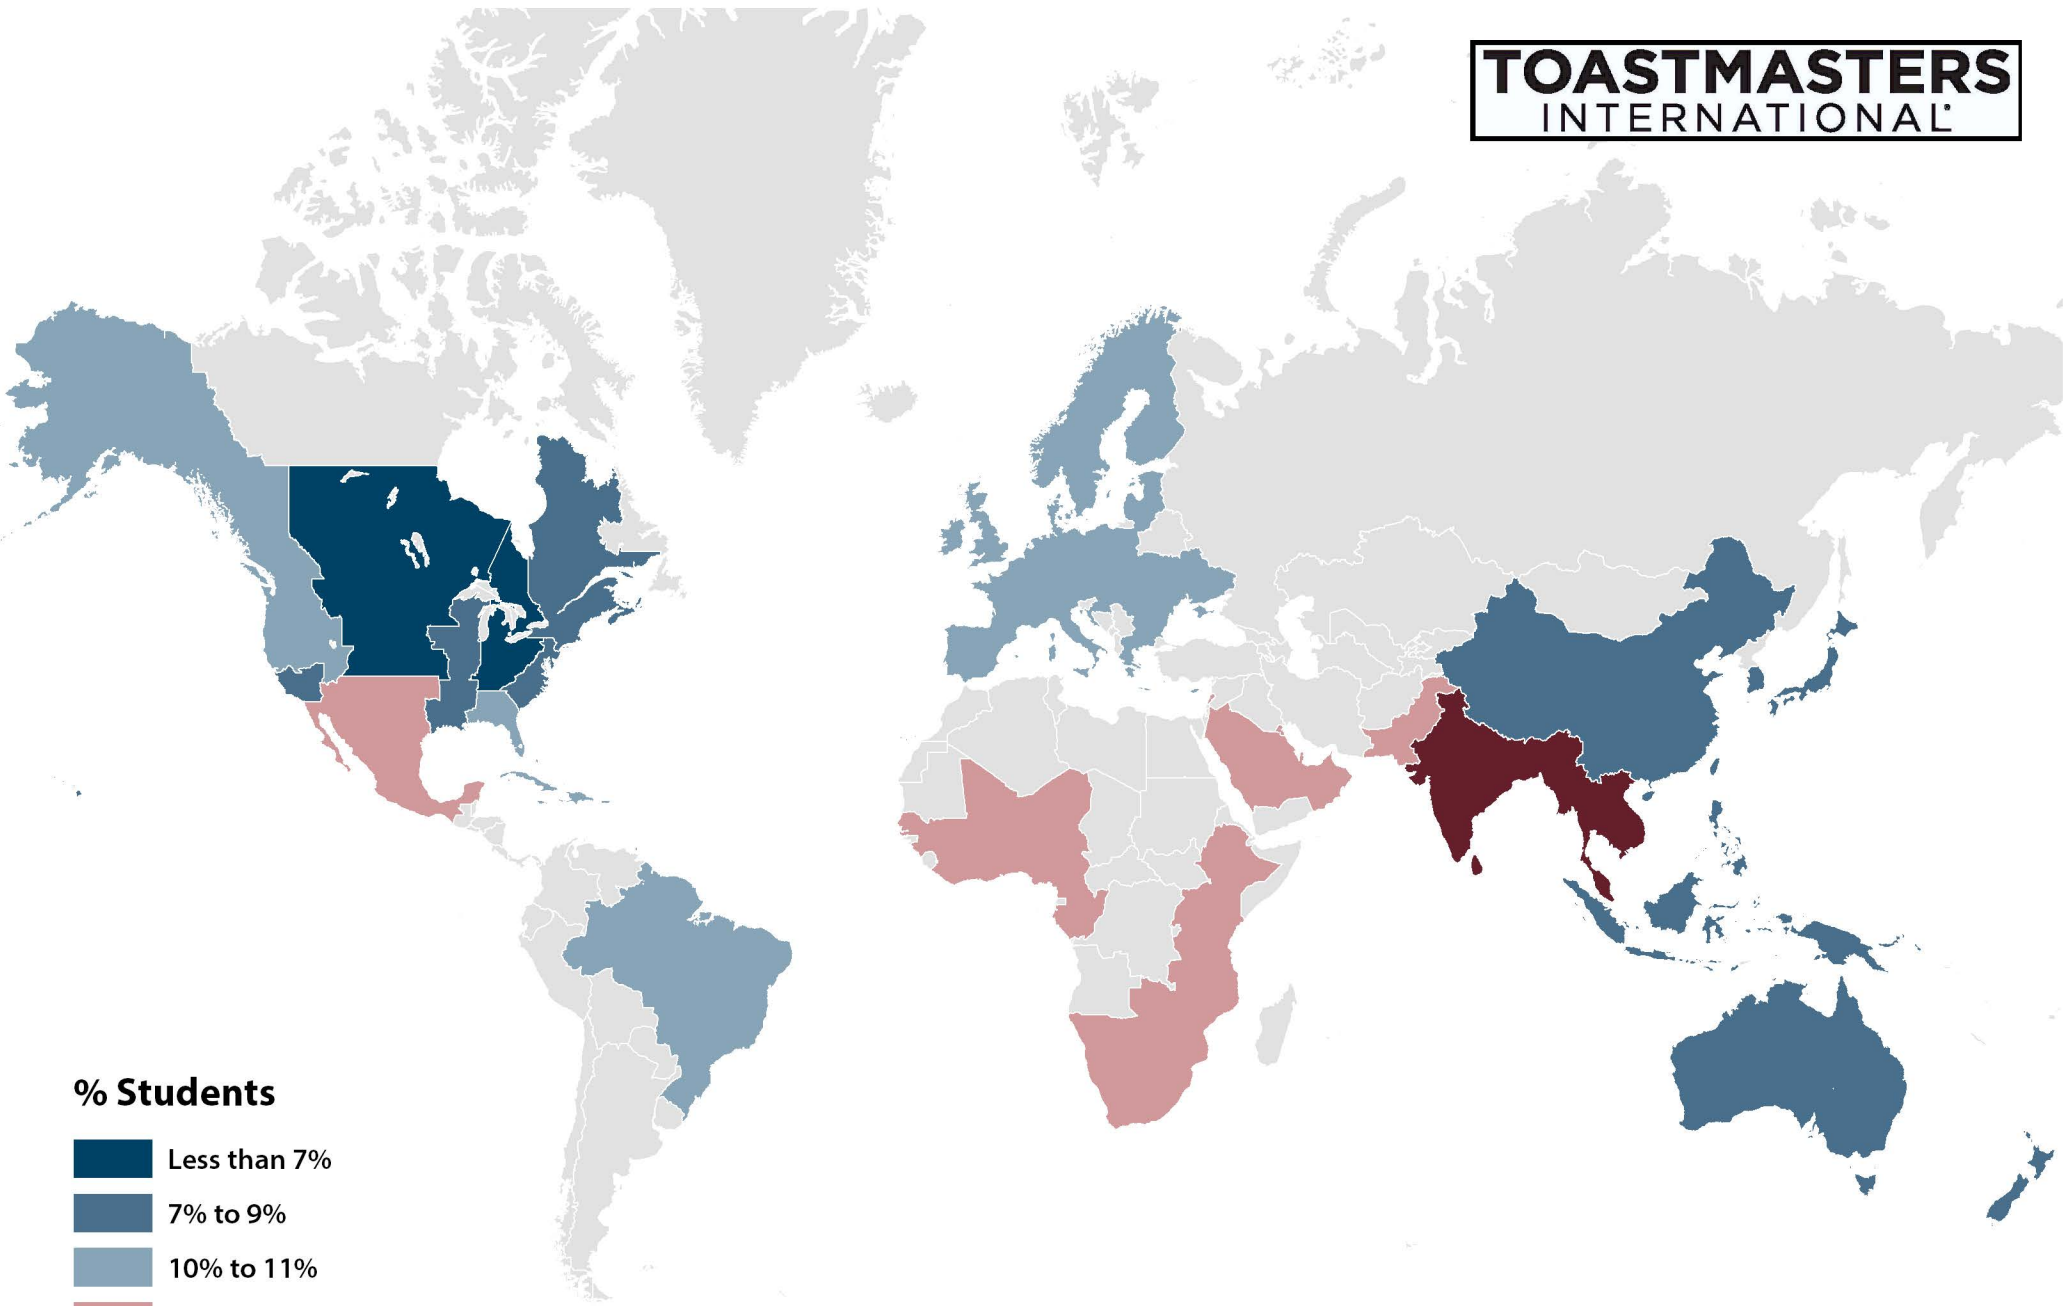 TOASTMASTERS
INTERNATIONAL®
% Students
Less than 7%
7% to 9%
10% to 11%